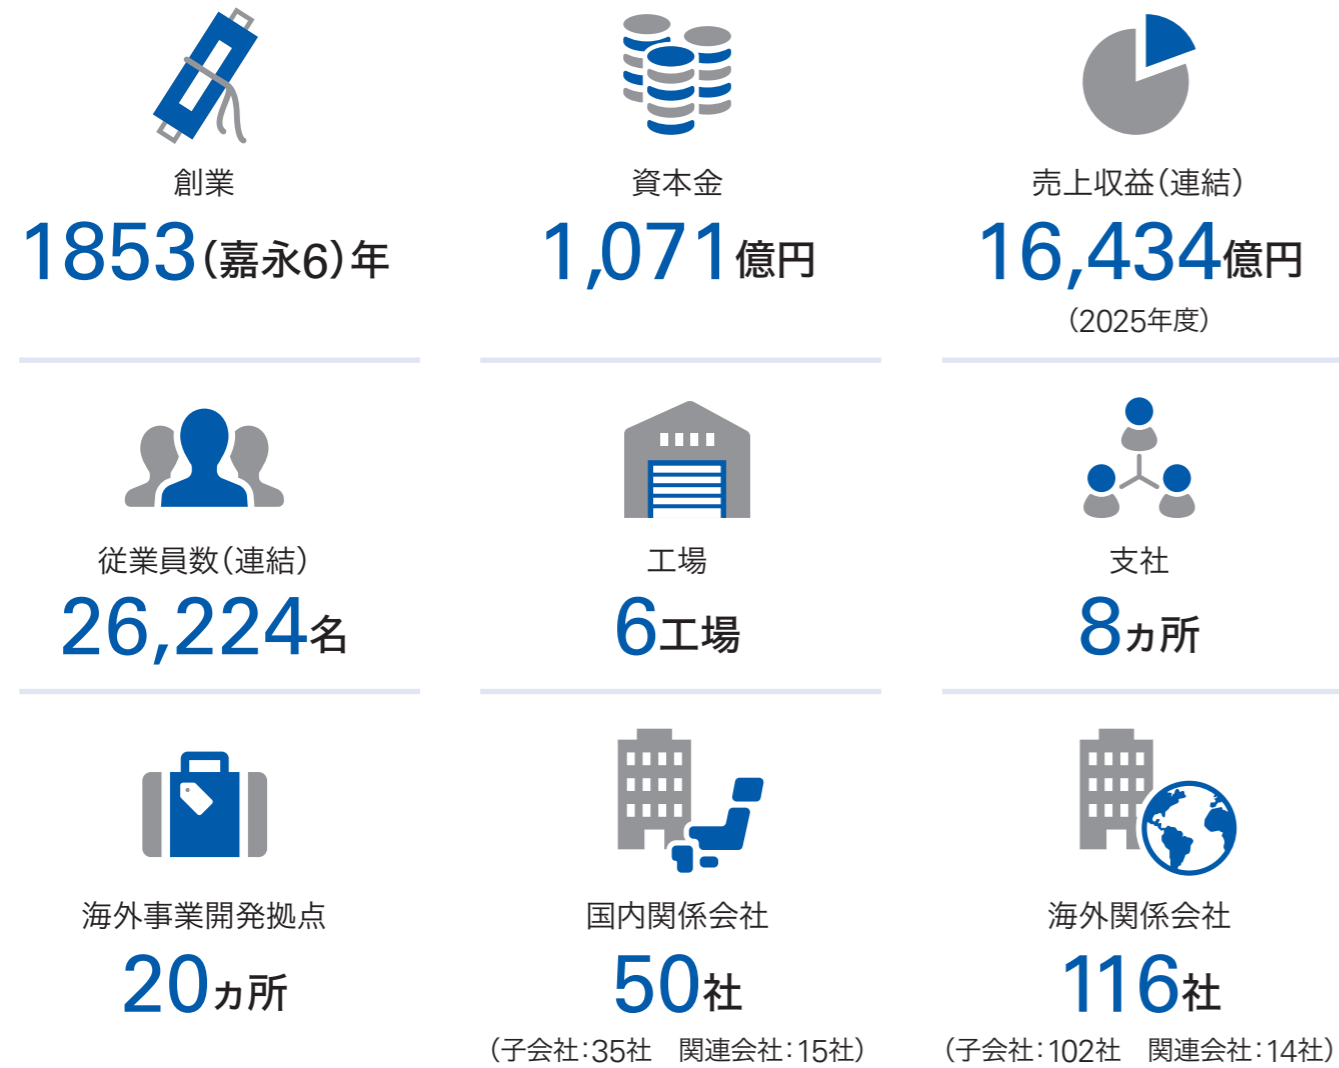 創業
1853(嘉永6)年
資本金
1,071億円
売上収益(連結)
16,434億円
(2025年度)
従業員数(連結)
26,224名
工場
6工場
支社
8ヵ所
海外事業開発拠点
20ヵ所
国内関係会社
50社
(子会社:35社　関連会社:15社)
海外関係会社
116社
(子会社:102社　関連会社:14社)